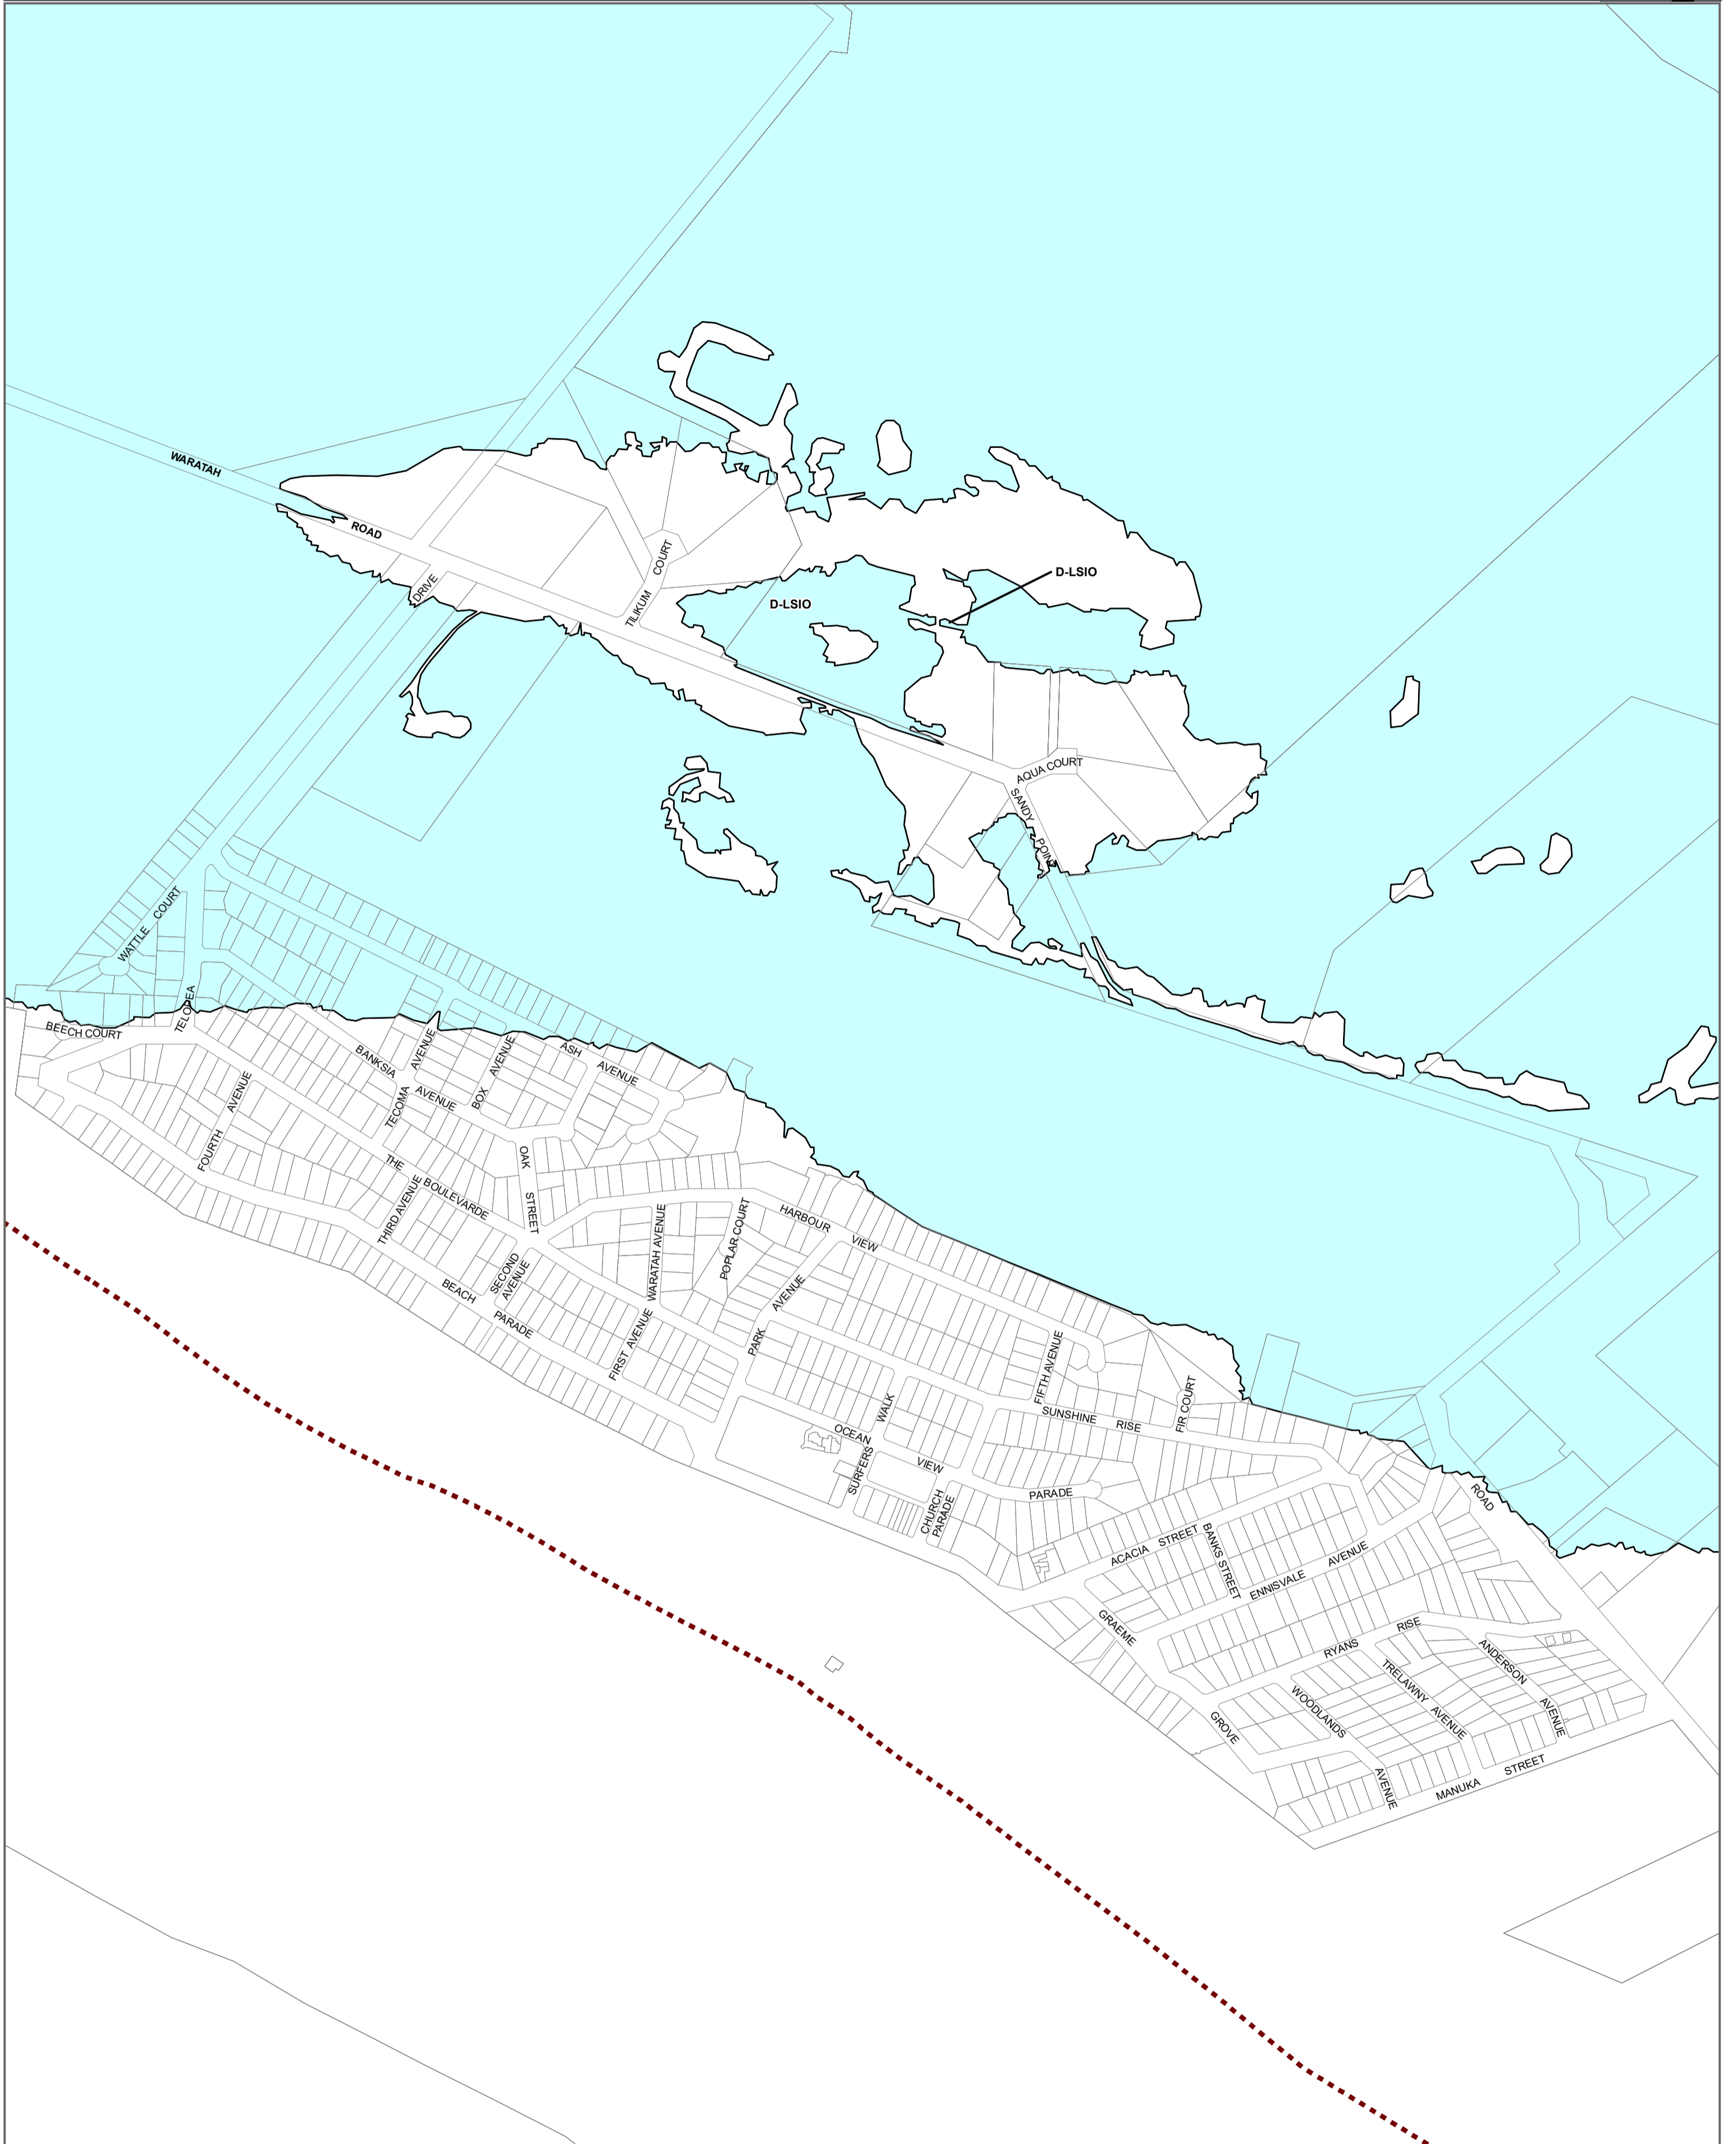 WARATAH
ROAD
DRIVE
TILIKUM
COURT
D-LSIO
D-LSIO
AQUA COURT
SANDY
POINT
WATTLE
COURT
TELOPEA
BEECH COURT
BANKSIA
AVENUE
TECOMA
AVENUE
BOX
AVENUE
ASH
AVENUE
FOURTH
AVENUE
THE
BOULEVARDE
THIRD AVENUE
OAK
STREET
SECOND
AVENUE
BEACH
PARADE
WARATAH AVENUE
FIRST AVENUE
POPLAR COURT
HARBOUR
VIEW
PARK
AVENUE
FIFTH AVENUE
SUNSHINE
RISE
FIR COURT
SURFERS
WALK
OCEAN
VIEW
PARADE
CHURCH
PARADE
ROAD
ACACIA
STREET
BANKS STREET
ENNISVALE
AVENUE
GRAEME
GROVE
RYANS
RISE
ANDERSON
AVENUE
TRELAWNY
AVENUE
WOODLANDS
AVENUE
MANUKA
STREET